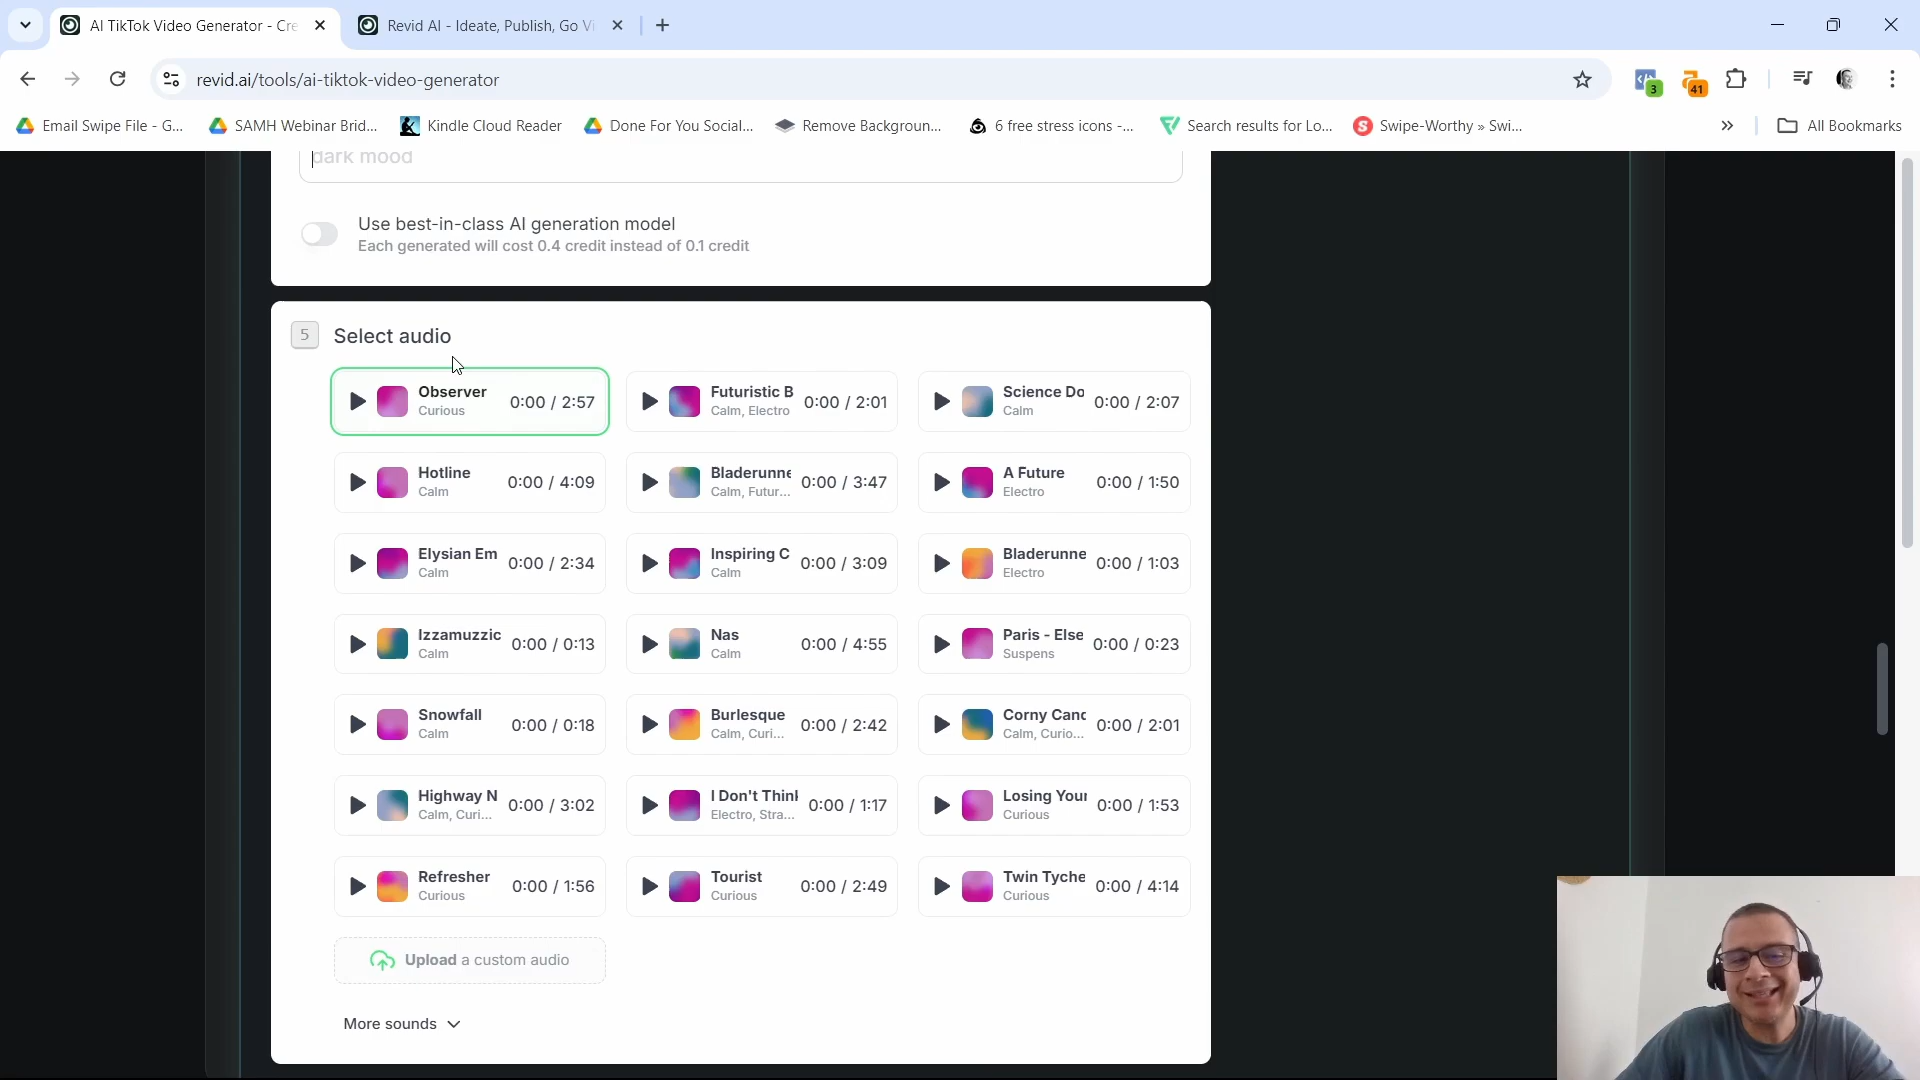 AI TikTok Video Generator - Cre
Revid AI - Ideate, Publish, Go Vi
revid.ai/tools/ai-tiktok-video-generator
3
41
Email Swipe File - G...
SAMH Webinar Brid...
Kindle Cloud Reader
Done For You Social...
Remove Backgroun...
6 free stress icons -...
Search results for Lo...
Swipe-Worthy » Swi...
All Bookmarks
dark mood
Use best-in-class AI generation model
Each generated will cost 0.4 credit instead of 0.1 credit
5
Select audio
Observer
Curious
0:00 / 2:57
Futuristic B
Calm, Electro
0:00 / 2:01
Science Do
Calm
0:00 / 2:07
Hotline
Calm
0:00 / 4:09
Bladerunne
Calm, Futur...
0:00 / 3:47
A Future
Electro
0:00 / 1:50
Elysian Em
Calm
0:00 / 2:34
Inspiring C
Calm
0:00 / 3:09
Bladerunne
Electro
0:00 / 1:03
Izzamuzzic
Calm
0:00 / 0:13
Nas
Calm
0:00 / 4:55
Paris - Else
Suspens
0:00 / 0:23
Snowfall
Calm
0:00 / 0:18
Burlesque
Calm, Curi...
0:00 / 2:42
Corny Canc
Calm, Curio...
0:00 / 2:01
Highway N
Calm, Curi...
0:00 / 3:02
I Don't Think
Electro, Stra...
0:00 / 1:17
Losing Your
Curious
0:00 / 1:53
Refresher
Curious
0:00 / 1:56
Tourist
Curious
0:00 / 2:49
Twin Tyche
Curious
0:00 / 4:14
Upload a custom audio
More sounds